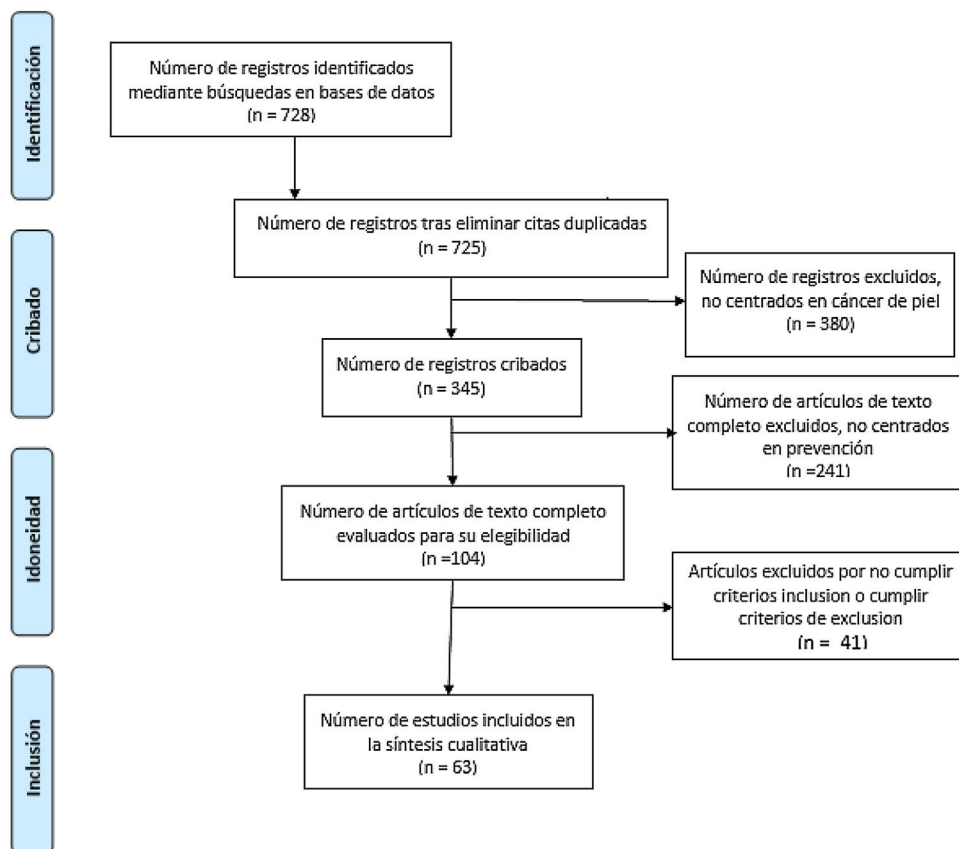 Identificación
Número de registros identificados
mediante búsquedas en bases de datos
(n = 728)
Número de registros tras eliminar citas duplicadas
(n = 725)
Cribado
Número de registros excluidos,
no centrados en cáncer de piel
(n = 380)
Número de registros cribados
(n = 345)
Número de artículos de texto
completo excluidos, no centrados
en prevención
(n =241)
Idoneidad
Número de artículos de texto completo
evaluados para su elegibilidad
(n =104)
Artículos excluidos por no cumplir
criterios inclusion o cumplir
criterios de exclusion
(n = 41)
Inclusión
Número de estudios incluidos en
la síntesis cualitativa
(n = 63)